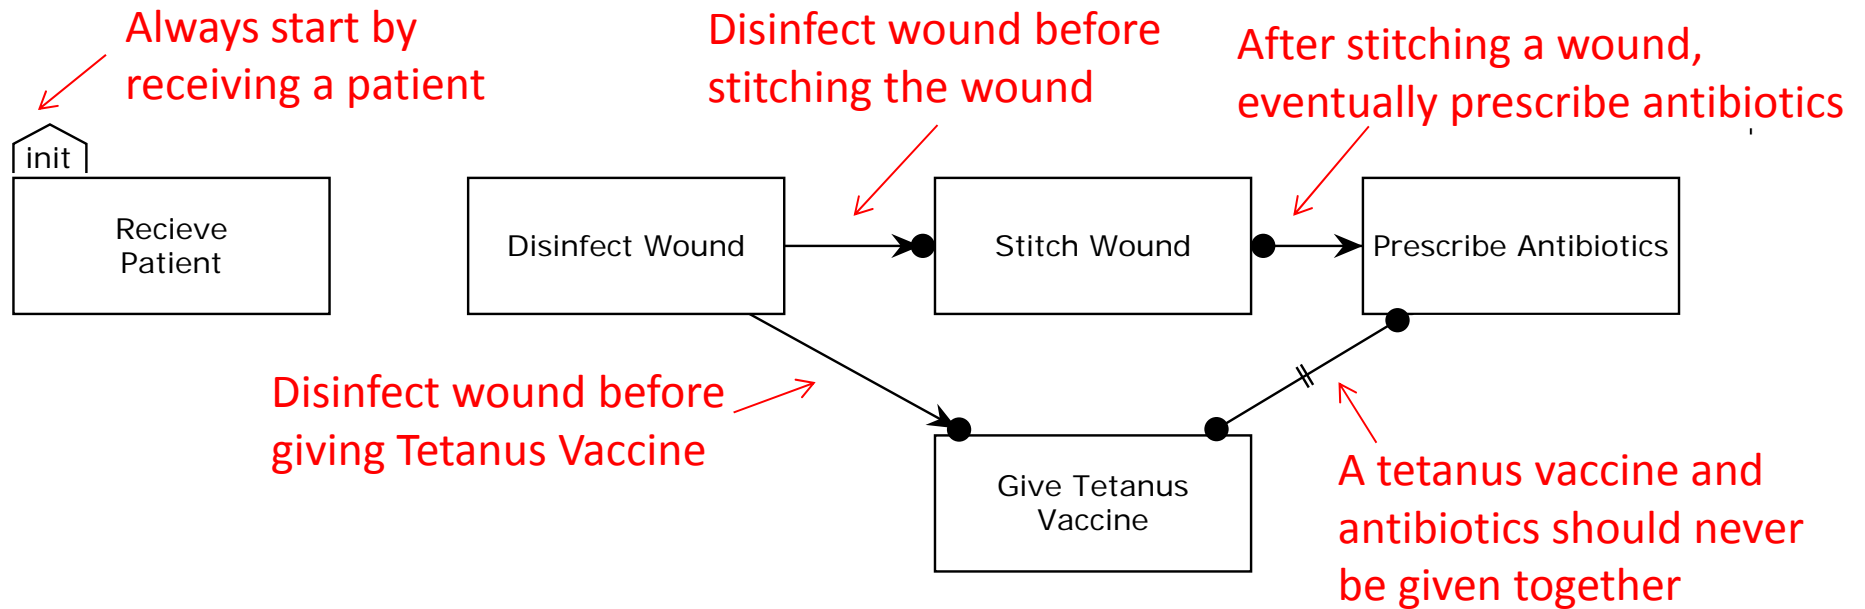 Always start by
receiving a patient
Disinfect wound before
stitching the wound
After stitching a wound,
eventually prescribe antibiotics
init
Recieve
Patient
Disinfect Wound
Stitch Wound
Prescribe Antibiotics
Disinfect wound before
giving Tetanus Vaccine
Give Tetanus
Vaccine
A tetanus vaccine and
antibiotics should never
be given together